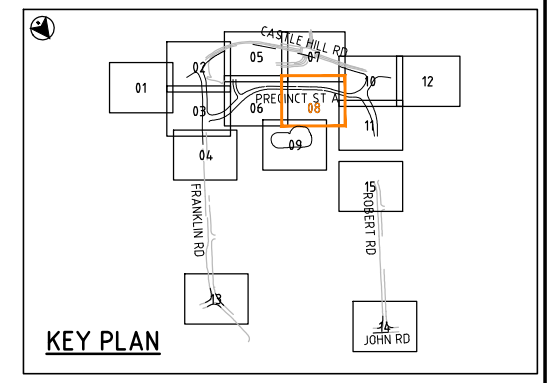 CASTLE HILL RD
05
07
02
10
12
01
PRECINCT ST A
03
06
08
11
09
04
15
FRANKLIN RD
ROBERT RD
13
14
JOHN RD
KEY PLAN